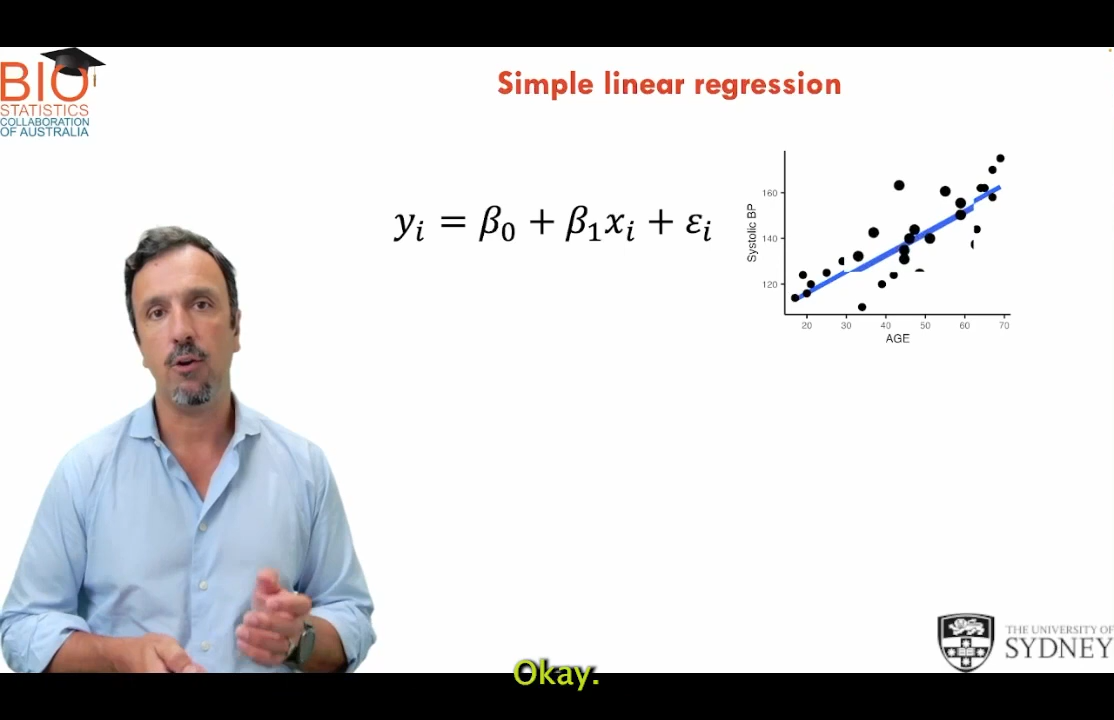 BIO
STATISTICS
COLLABORATION
OF AUSTRALIA
Simple linear regression
yᵢ = β₀ + β₁xᵢ + εᵢ
Systolic BP
160
140
120
20 30 40 50 60 70
AGE
THE UNIVERSITY OF
SYDNEY
Okay.